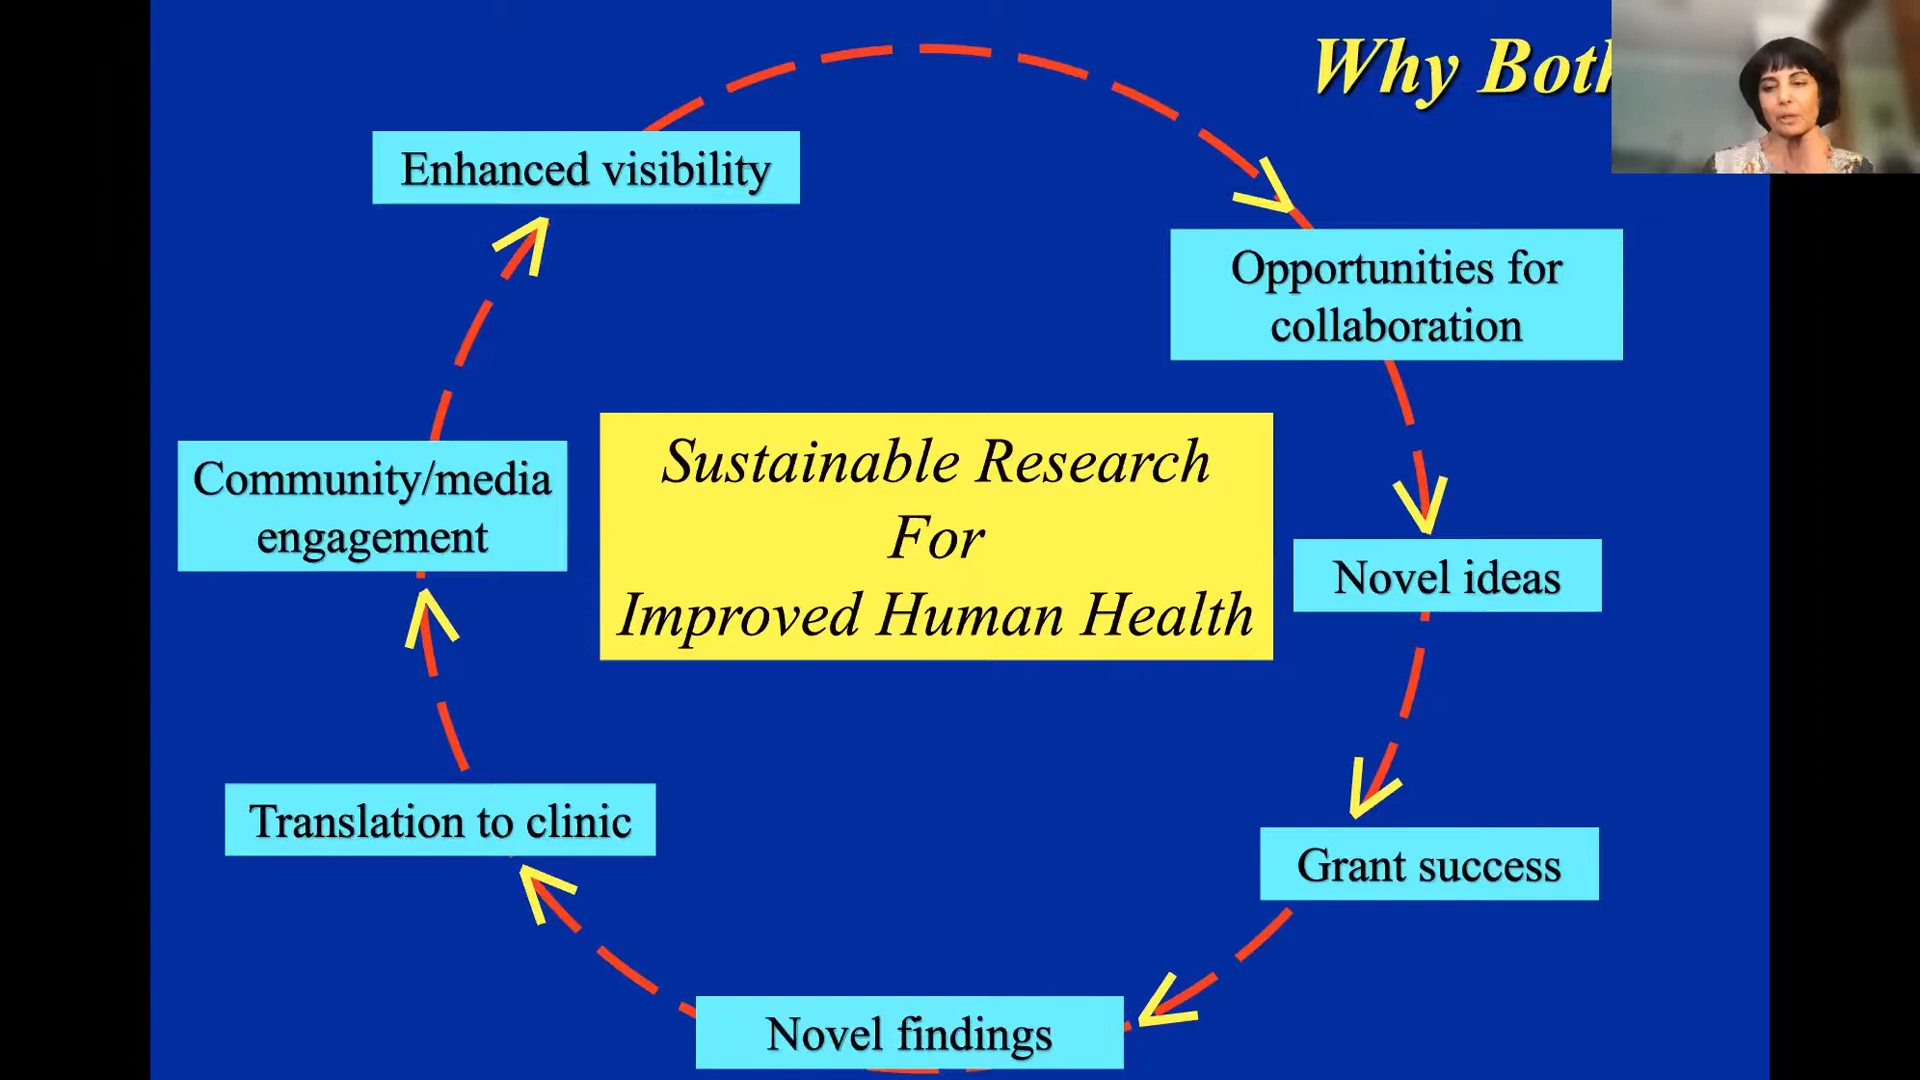 Why Both
Enhanced visibility
Opportunities for
collaboration
Community/media
engagement
Sustainable Research
For
Improved Human Health
Novel ideas
Translation to clinic
Grant success
Novel findings